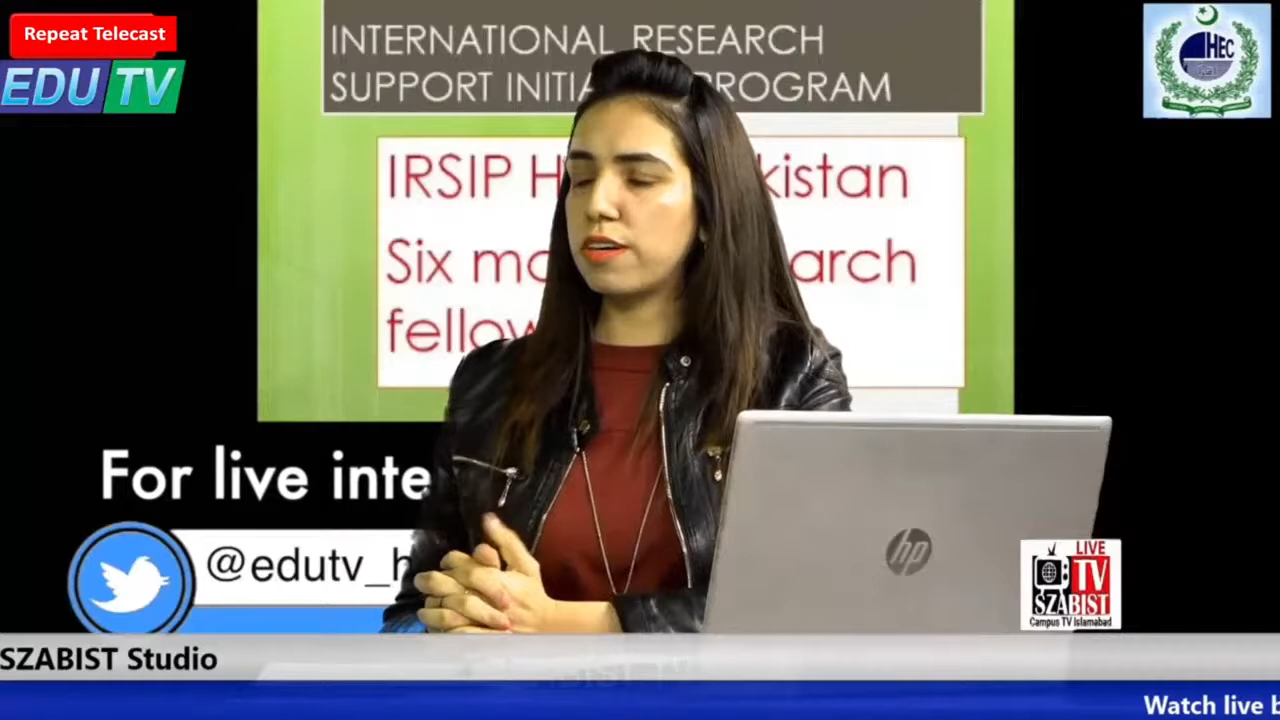 Repeat Telecast
EDU TV
INTERNATIONAL RESEARCH
SUPPORT INITIA PROGRAM
HEC
IRSIP H kistan
Six mo arch
fellow
For live inte
@edutv_h
hp
LIVE
TV
SZABIST
Campus TV Islamabad
SZABIST Studio
Watch live b